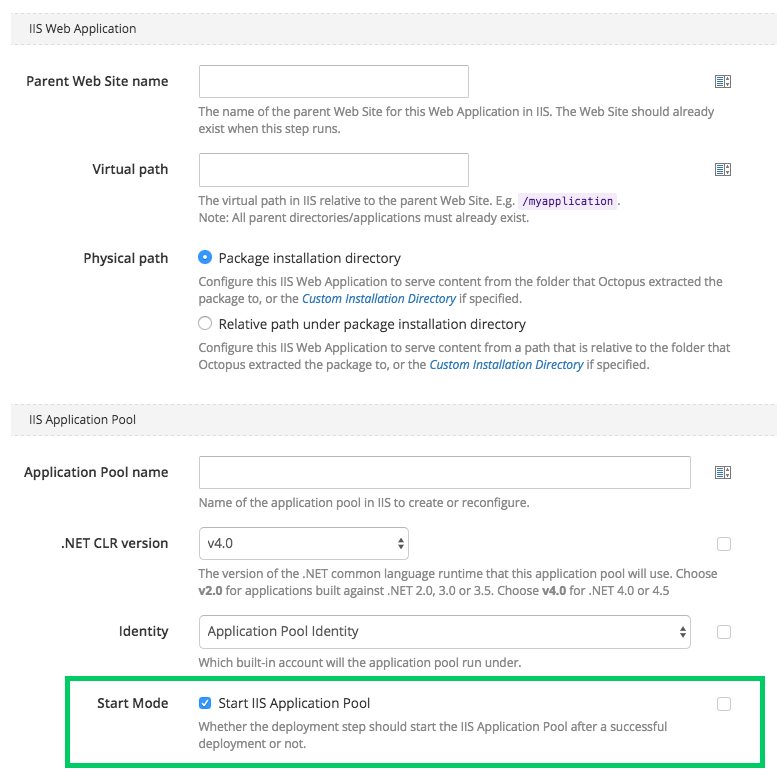 IIS Web Application
Parent Web Site name
The name of the parent Web Site for this Web Application in IIS. The Web Site should already
exist when this step runs.
Virtual path
The virtual path in IIS relative to the parent Web Site. E.g. /myapplication .
Note: All parent directories/applications must already exist.
Physical path
Package installation directory
Configure this IIS Web Application to serve content from the folder that Octopus extracted the
package to, or the Custom Installation Directory if specified.
Relative path under package installation directory
Configure this IIS Web Application to serve content from a path that is relative to the folder that
Octopus extracted the package to, or the Custom Installation Directory if specified.
IIS Application Pool
Application Pool name
Name of the application pool in IIS to create or reconfigure.
.NET CLR version
v4.0
The version of the .NET common language runtime that this application pool will use. Choose
v2.0 for applications built against .NET 2.0, 3.0 or 3.5. Choose v4.0 for .NET 4.0 or 4.5
Identity
Application Pool Identity
Which built-in account will the application pool run under.
Start Mode
Start IIS Application Pool
Whether the deployment step should start the IIS Application Pool after a successful
deployment or not.